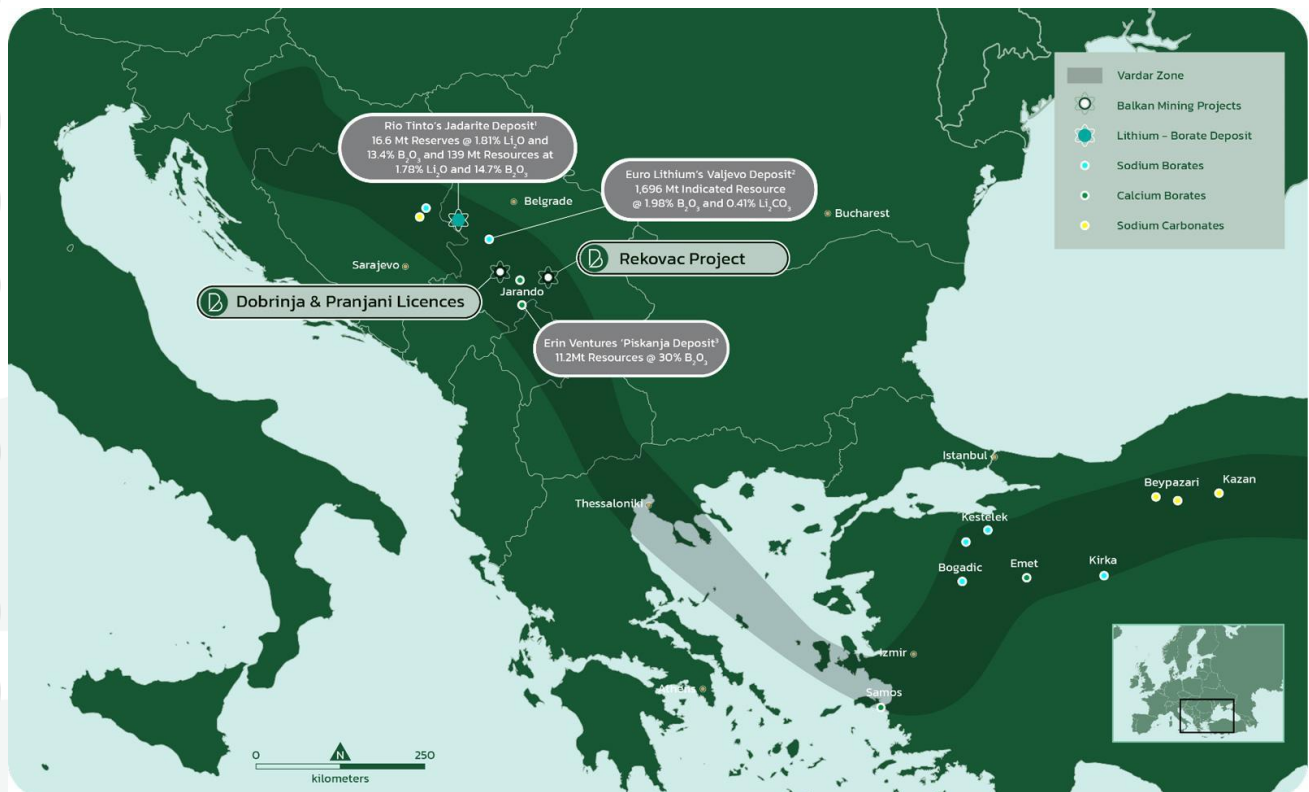 Vardar Zone
Balkan Mining Projects
Lithium - Borate Deposit
Sodium Borates
Calcium Borates
Sodium Carbonates
Rio Tinto's Jadarite Deposit¹
16.6 Mt Reserves @ 1.81% Li₂O and
13.4% B₂O₃ and 139 Mt Resources at
1.78% Li₂O and 14.7% B₂O₃
Euro Lithium's Valjevo Deposit²
1,696 Mt Indicated Resource
@ 1.98% B₂O₃ and 0.41% Li₂CO₃
Belgrade
Bucharest
Sarajevo
Rekovac Project
Jarando
Dobrinja & Pranjani Licences
Erin Ventures 'Piskanja Deposit³
11.2Mt Resources @ 30% B₂O₃
Istanbul
Thessaloniki
Beypazari
Kazan
Kestelek
Bogadic
Emet
Kirka
Izmir
Athens
Samos
0
N
250
kilometers